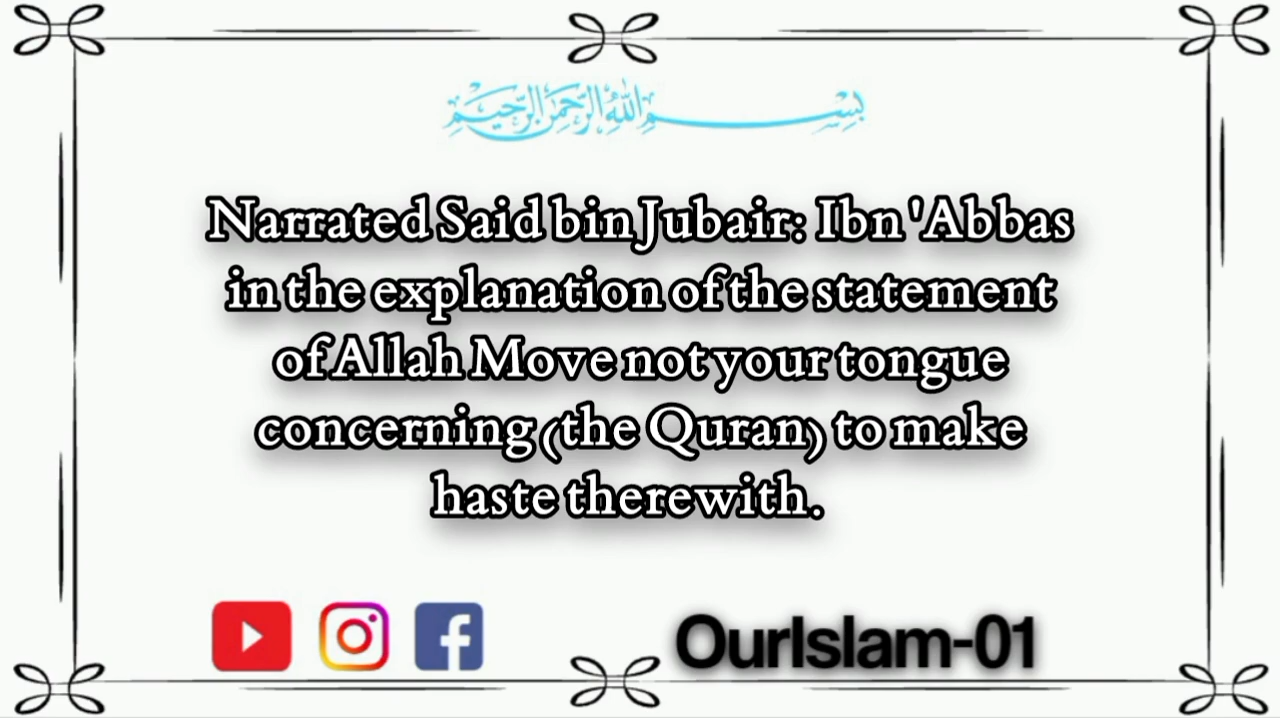 بسم الله الرحمن الرحيم
Narrated Said bin Jubair: Ibn 'Abbas
in the explanation of the statement
of Allah Move not your tongue
concerning (the Quran) to make
haste therewith.
OurIslam-01